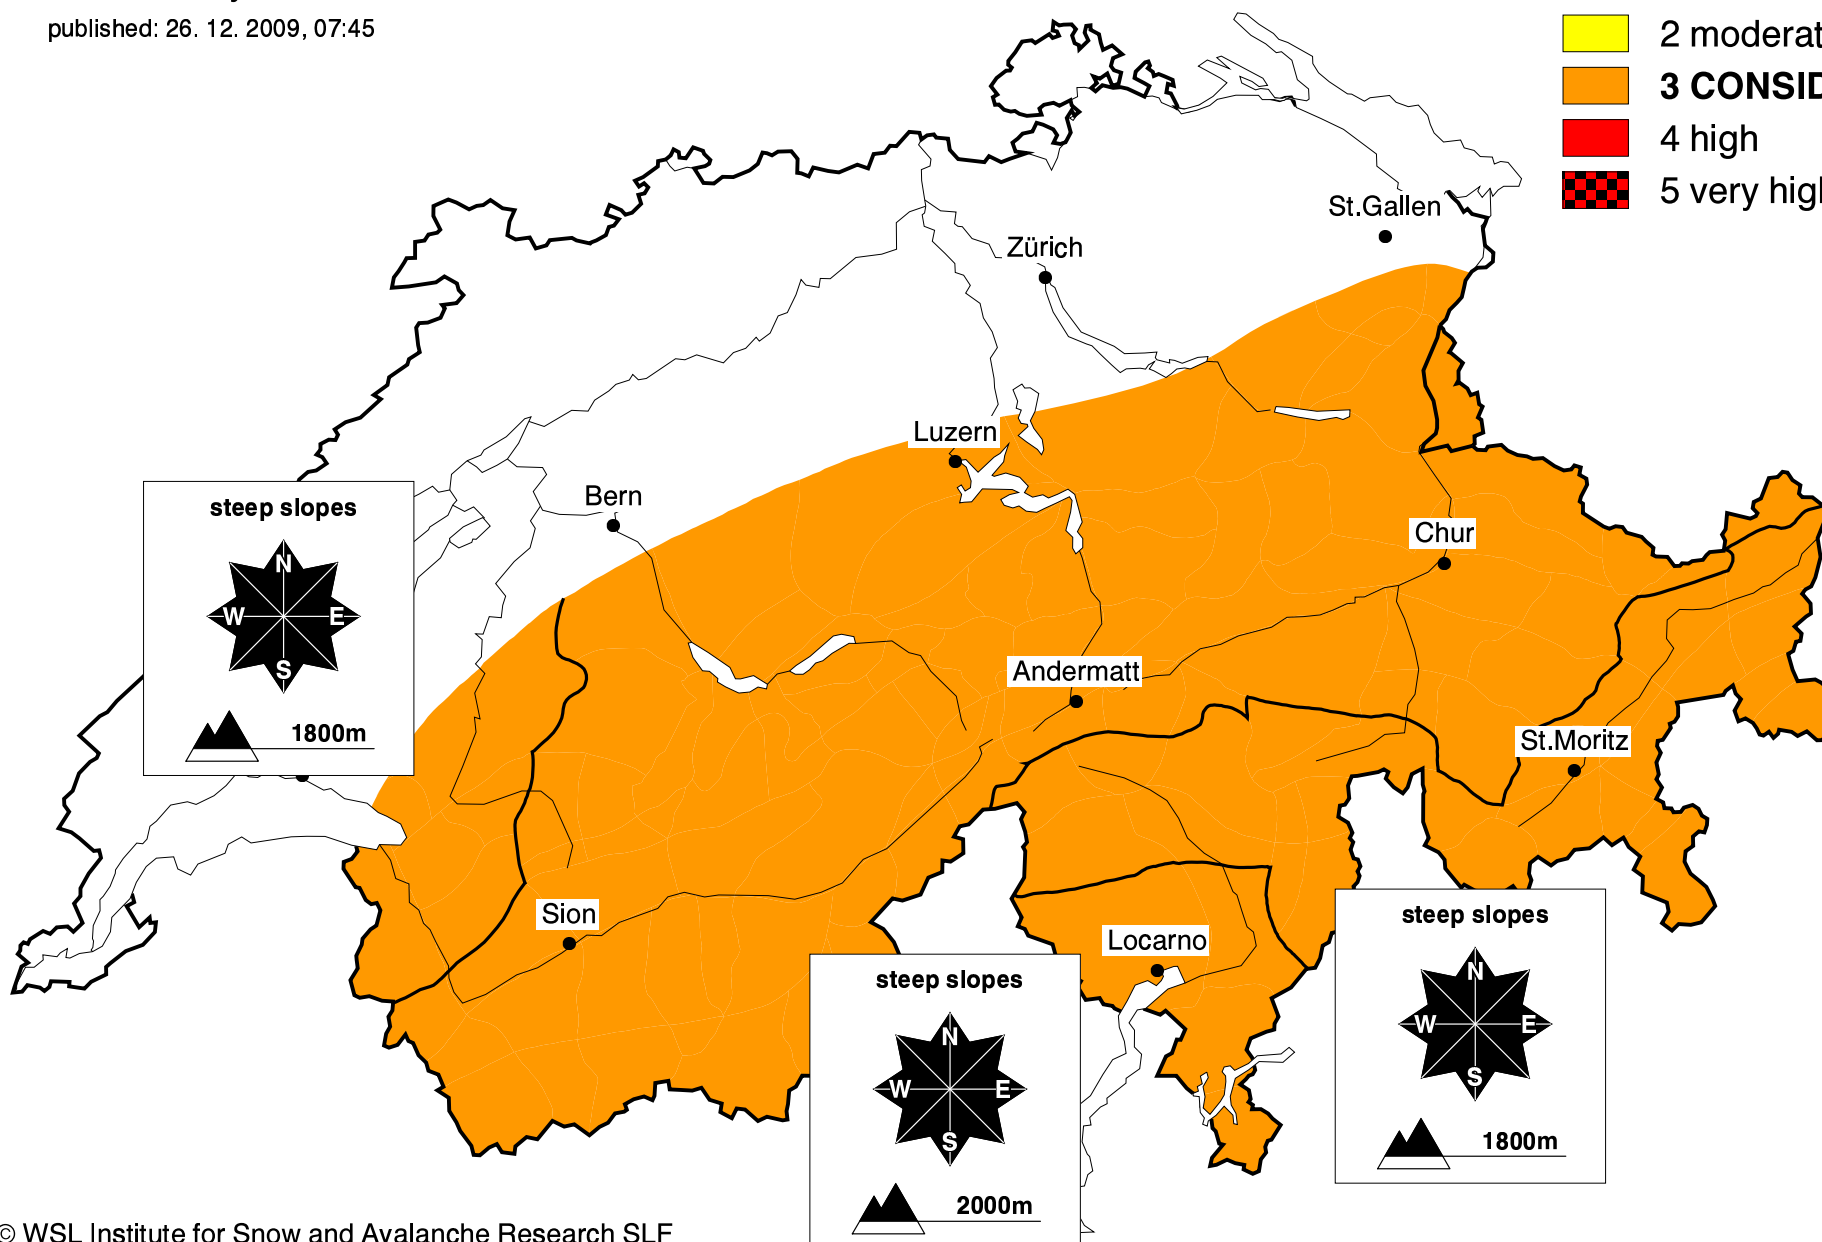 published: 26. 12. 2009, 07:45
2 moderat
3 CONSID
4 high
5 very hig
St.Gallen
Zürich
Luzern
Bern
Chur
Andermatt
St.Moritz
Sion
Locarno
steep slopes
N
W E
S
1800m
steep slopes
N
W E
S
2000m
steep slopes
N
W E
S
1800m
© WSL Institute for Snow and Avalanche Research SLF